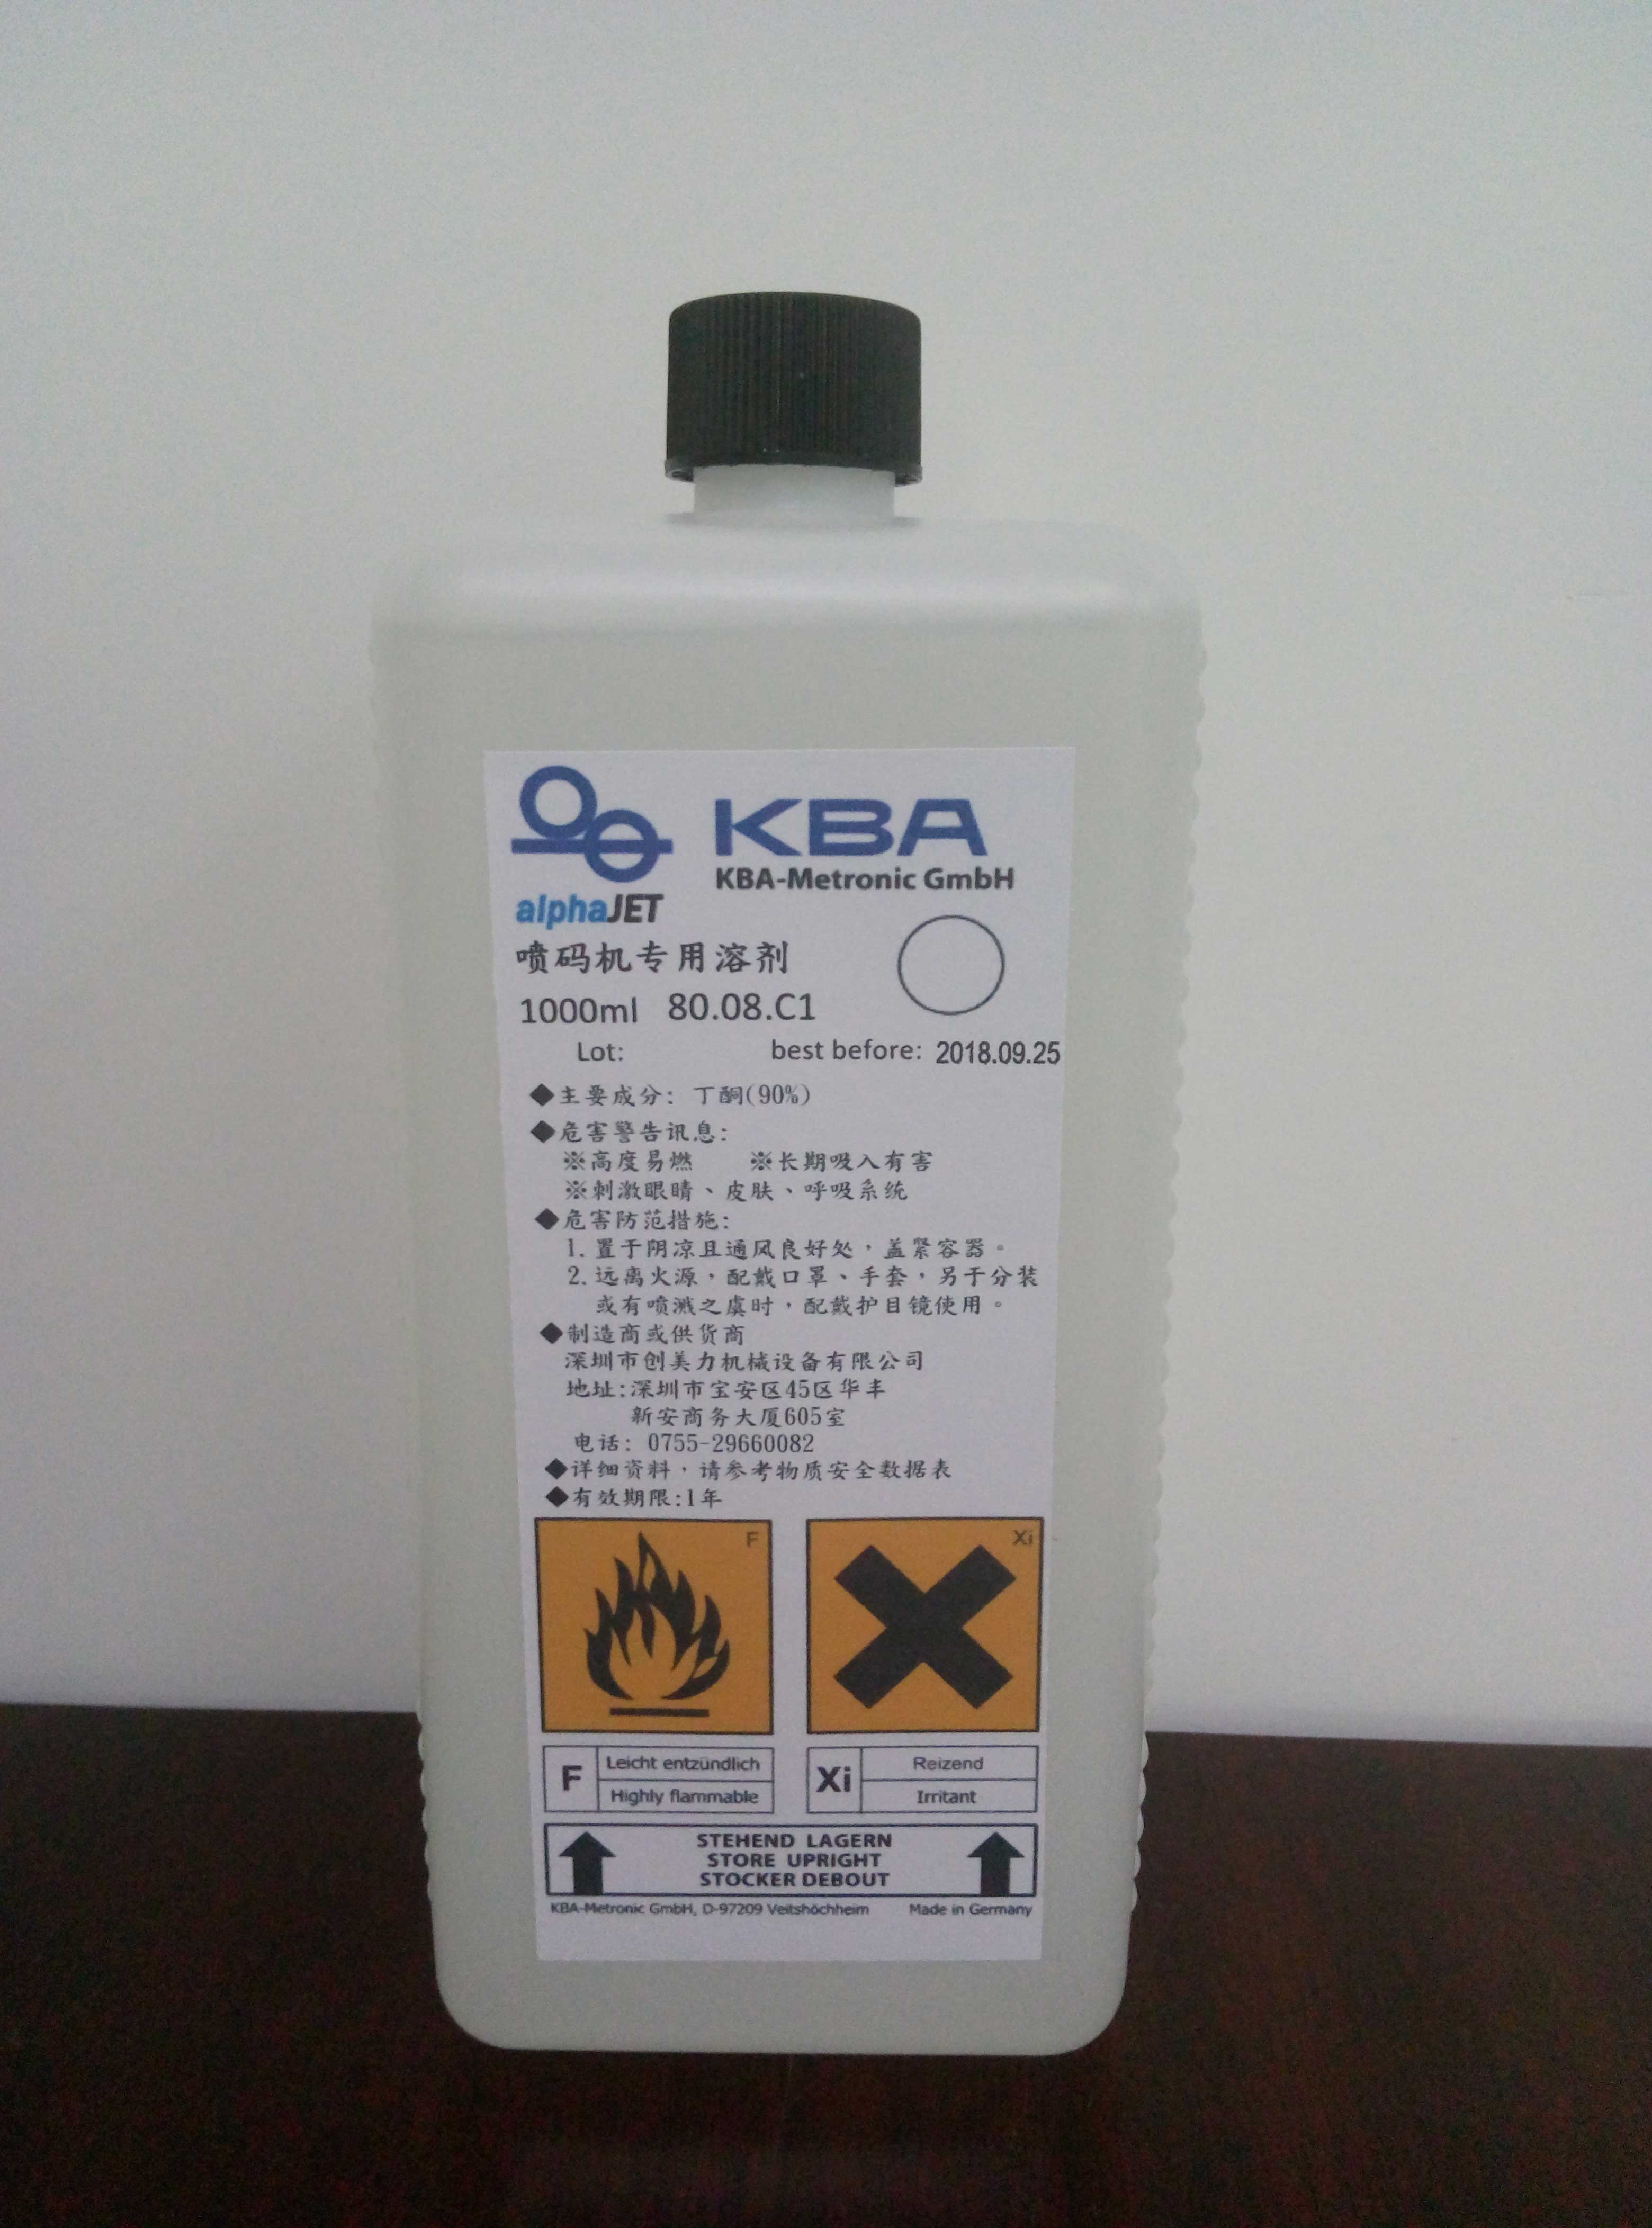 KBA
KBA-Metronic GmbH
alphaJET
喷码机专用溶剂
1000ml 80.08.C1
Lot: best before: 2018.09.25
◆主要成分: 丁酮(90%)
◆危害警告讯息:
※高度易燃 ※长期吸入有害
※刺激眼睛、皮肤、呼吸系统
◆危害防范措施:
1. 置于阴凉且通风良好处，盖紧容器。
2. 远离火源，配戴口罩、手套，另于分装
或有喷溅之虞时，配戴护目镜使用。
◆制造商或供货商
深圳市创美力机械设备有限公司
地址:深圳市宝安区45区华丰
新安商务大厦605室
电话: 0755-29660082
◆详细资料，请参考物质安全数据表
◆有效期限:1年
F Xi
F Leicht entzündlich
Highly flammable
Xi Reizend
Irritant
STEHEND LAGERN
STORE UPRIGHT
STOCKER DEBOUT
KBA-Metronic GmbH, D-97209 Veitshöchheim Made in Germany